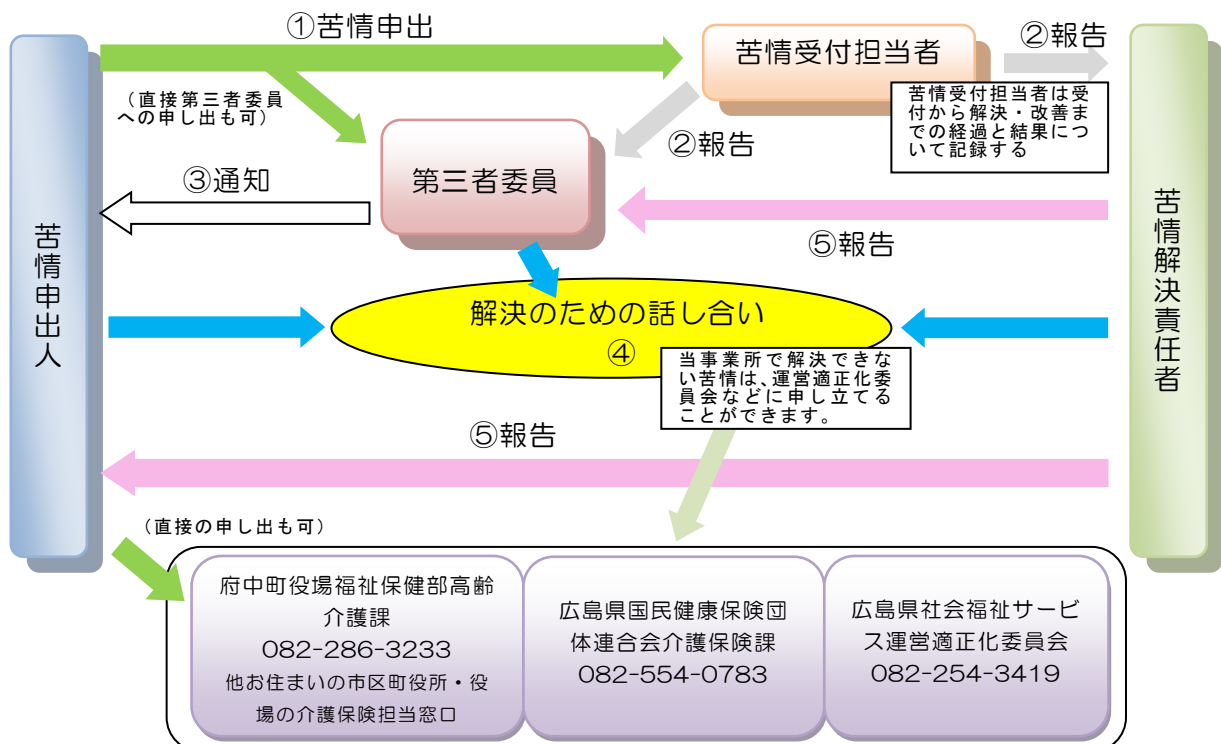 ①苦情申出
苦情受付担当者
②報告
（直接第三者委員
への申し出も可）
苦情受付担当者は受
付から解決・改善ま
での経過と結果につ
いて記録する
②報告
第三者委員
③通知
⑤報告
苦情申出人
苦情解決責任者
解決のための話し合い
④
当事業所で解決できな
い苦情は、運営適正化委
員会などに申し立てる
ことができます。
⑤報告
（直接の申し出も可）
府中町役場福祉保健部高齢
介護課
082-286-3233
他お住まいの市区町役所・役
場の介護保険担当窓口
広島県国民健康保険団
体連合会介護保険課
082-554-0783
広島県社会福祉サービ
ス運営適正化委員会
082-254-3419